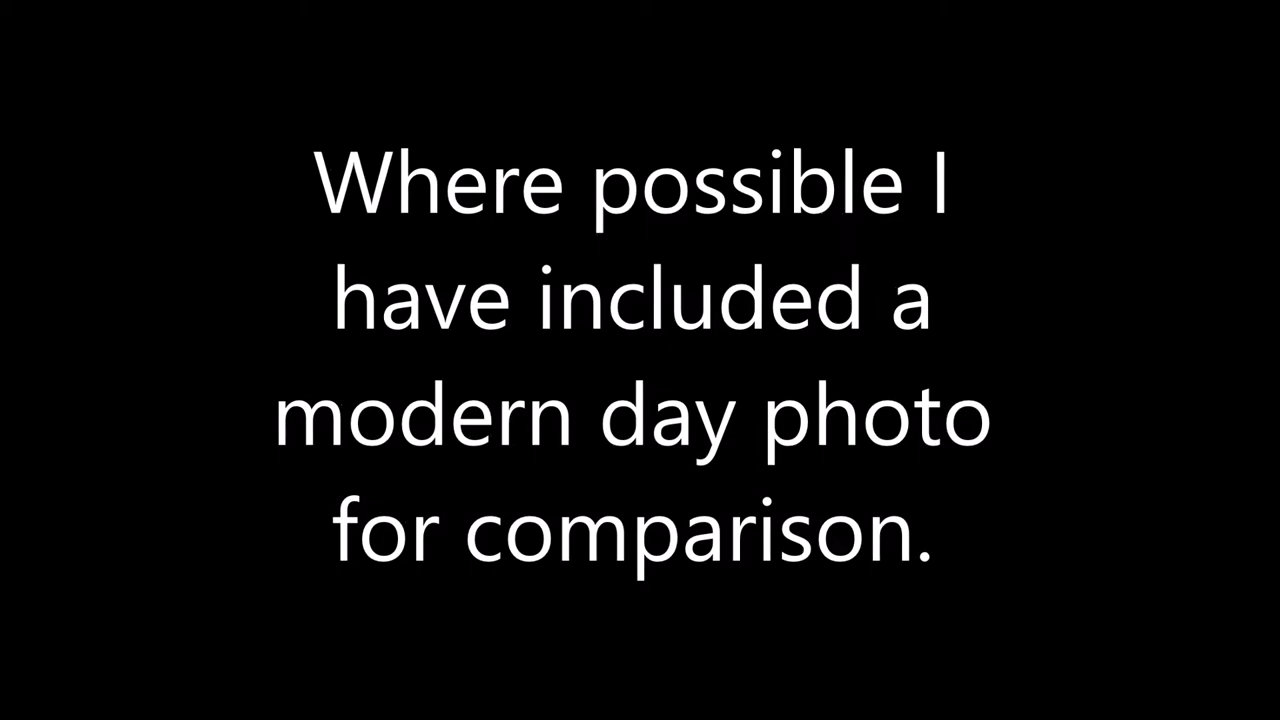 Where possible I
have included a
modern day photo
for comparison.